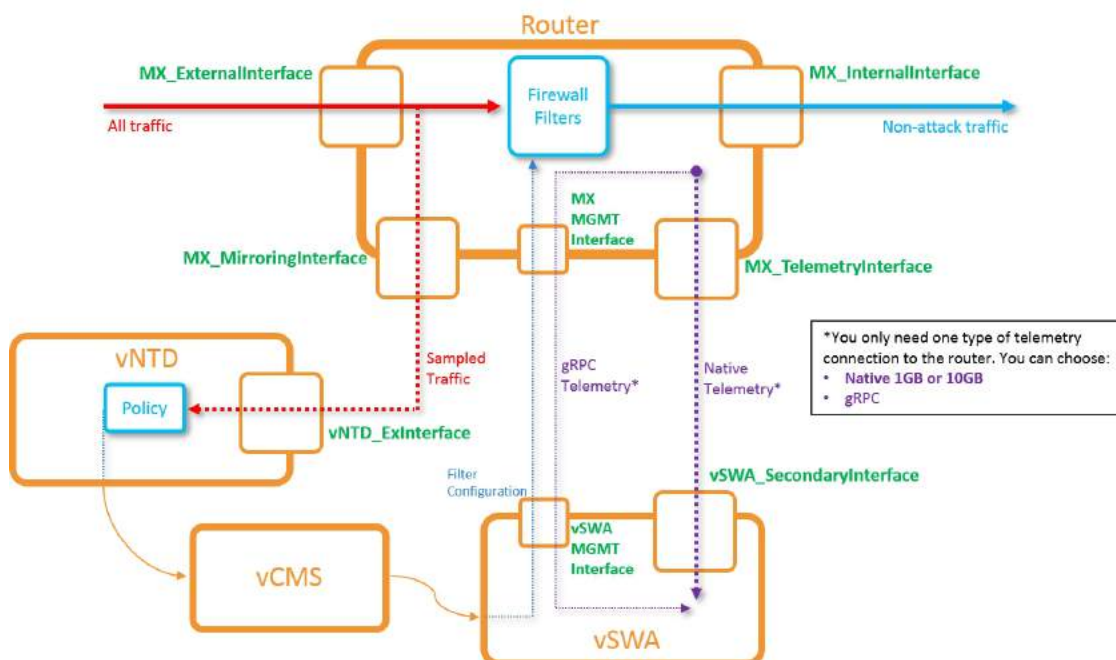 Router
MX_ExternalInterface
MX_InternalInterface
Firewall
Filters
All traffic
Non-attack traffic
MX
MGMT
Interface
MX_MirroringInterface
MX_TelemetryInterface
*You only need one type of telemetry
connection to the router. You can choose:
• Native 1GB or 10GB
• gRPC
vNTD
Policy
Sampled
Traffic
gRPC
Telemetry*
Native
Telemetry*
vNTD_ExInterface
Filter
Configuration
vSWA_SecondaryInterface
vSWA
MGMT
Interface
vCMS
vSWA